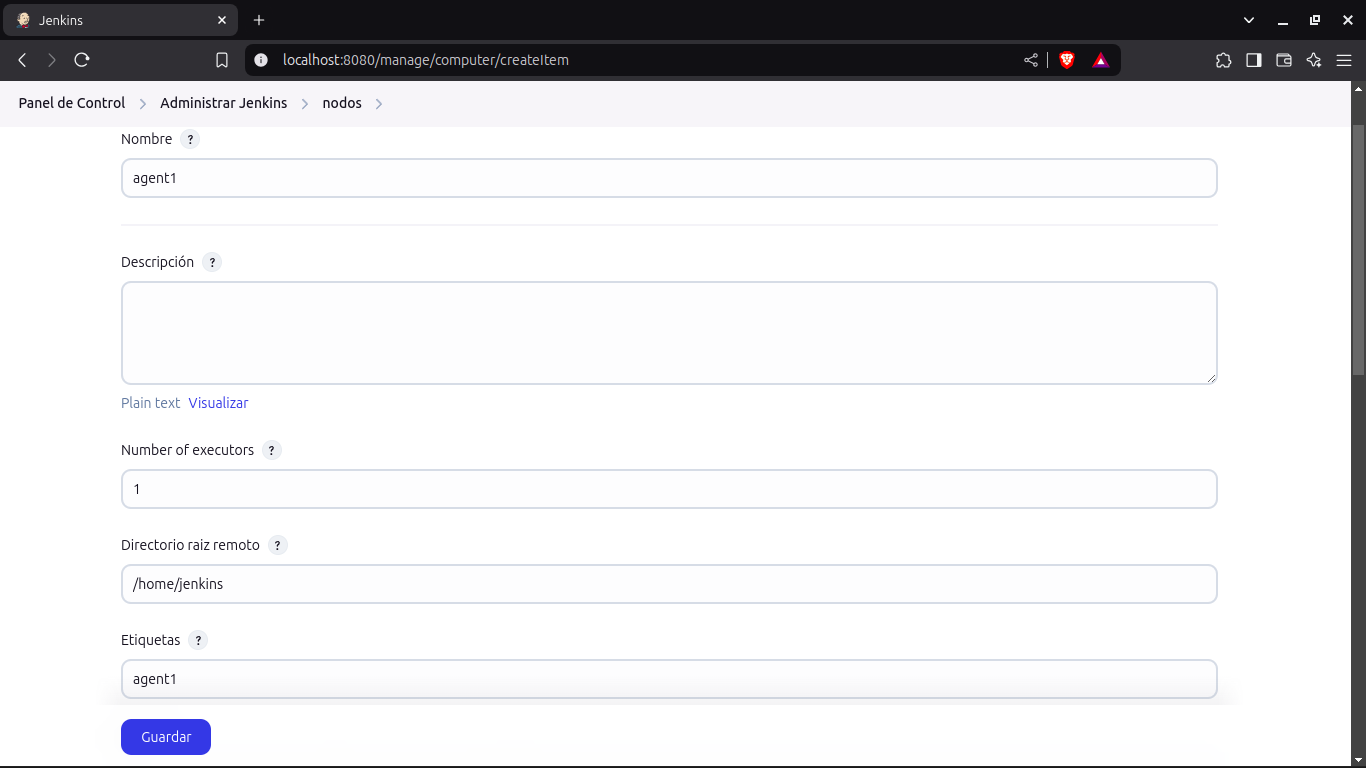 Jenkins
localhost:8080/manage/computer/createItem
Panel de Control > Administrar Jenkins > nodos >
Nombre ?
agent1
Descripción ?
Plain text Visualizar
Number of executors ?
1
Directorio raiz remoto ?
/home/jenkins
Etiquetas ?
agent1
Guardar